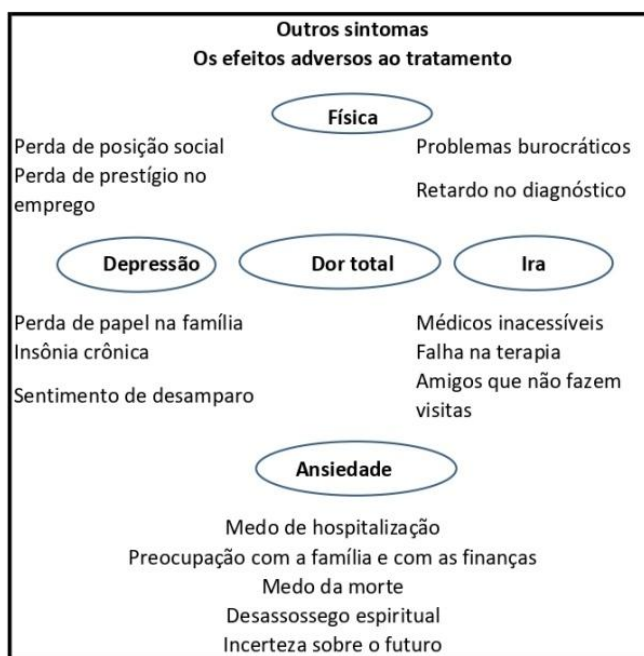 Outros sintomas
Os efeitos adversos ao tratamento
Física
Perda de posição social
Perda de prestígio no
emprego
Problemas burocráticos
Retardo no diagnóstico
Depressão
Dor total
Ira
Perda de papel na família
Insônia crônica
Sentimento de desamparo
Médicos inacessíveis
Falha na terapia
Amigos que não fazem
visitas
Ansiedade
Medo de hospitalização
Preocupação com a família e com as finanças
Medo da morte
Desassossego espiritual
Incerteza sobre o futuro